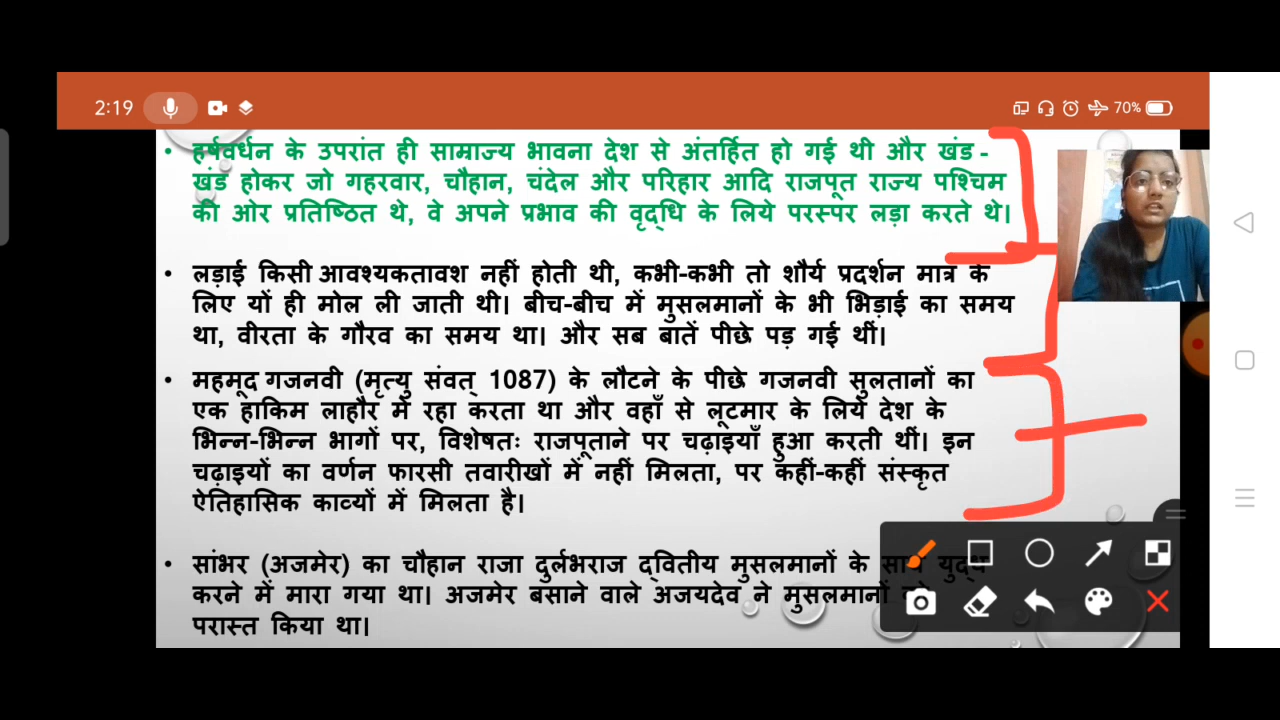 2:19
70%
• हर्षवर्धन के उपरांत ही साम्राज्य भावना देश से अंतर्हित हो गई थी और खंड -
खंड होकर जो गहरवार, चौहान, चंदेल और परिहार आदि राजपूत राज्य पश्चिम
की ओर प्रतिष्ठित थे, वे अपने प्रभाव की वृद्धि के लिये परस्पर लड़ा करते थे।
• लड़ाई किसी आवश्यकतावश नहीं होती थी, कभी-कभी तो शौर्य प्रदर्शन मात्र के
लिए यों ही मोल ली जाती थी। बीच-बीच में मुसलमानों के भी भिड़ाई का समय
था, वीरता के गौरव का समय था। और सब बातें पीछे पड़ गई थीं।
• महमूद गजनवी (मृत्यु संवत् 1087) के लौटने के पीछे गजनवी सुलतानों का
एक हाकिम लाहौर में रहा करता था और वहाँ से लूटमार के लिये देश के
भिन्न-भिन्न भागों पर, विशेषतः राजपूताने पर चढ़ाइयाँ हुआ करती थीं। इन
चढ़ाइयों का वर्णन फारसी तवारीखों में नहीं मिलता, पर कहीं-कहीं संस्कृत
ऐतिहासिक काव्यों में मिलता है।
• सांभर (अजमेर) का चौहान राजा दुर्लभराज द्वितीय मुसलमानों के साथ युद्ध
करने में मारा गया था। अजमेर बसाने वाले अजयदेव ने मुसलमानों को
परास्त किया था।